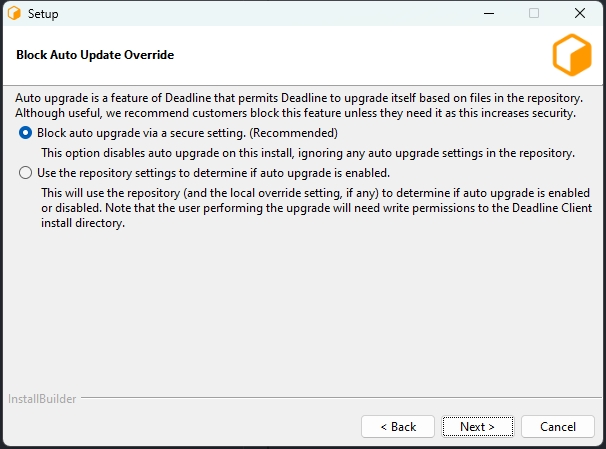 Setup
Block Auto Update Override
Auto upgrade is a feature of Deadline that permits Deadline to upgrade itself based on files in the repository.
Although useful, we recommend customers block this feature unless they need it as this increases security.
Block auto upgrade via a secure setting. (Recommended)
This option disables auto upgrade on this install, ignoring any auto upgrade settings in the repository.
Use the repository settings to determine if auto upgrade is enabled.
This will use the repository (and the local override setting, if any) to determine if auto upgrade is enabled
or disabled. Note that the user performing the upgrade will need write permissions to the Deadline Client
install directory.
InstallBuilder
< Back
Next >
Cancel